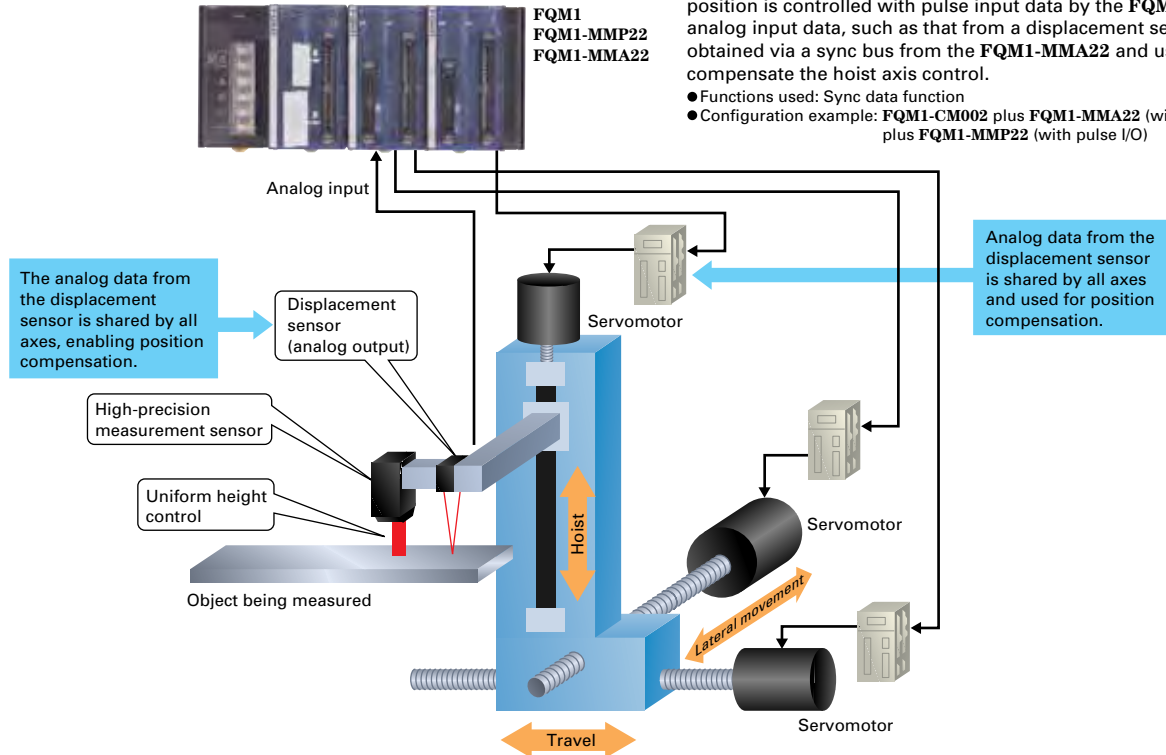 FQM1
FQM1-MMP22
FQM1-MMA22
position is controlled with pulse input data by the
analog input data, such as that from a displacement
obtained via a sync bus from the FQM1-MMA22 and
compensate the hoist axis control.
● Functions used: Sync data function
● Configuration example: FQM1-CM002 plus FQM1-MMA22
plus FQM1-MMP22 (with pulse I/O)
Analog input
The analog data from
the displacement
sensor is shared by all
axes, enabling position
compensation.
Displacement
sensor
(analog output)
Servomotor
Analog data from the
displacement sensor
is shared by all axes
and used for position
compensation.
High-precision
measurement sensor
Uniform height
control
Hoist
Servomotor
Object being measured
Lateral movement
Servomotor
Travel